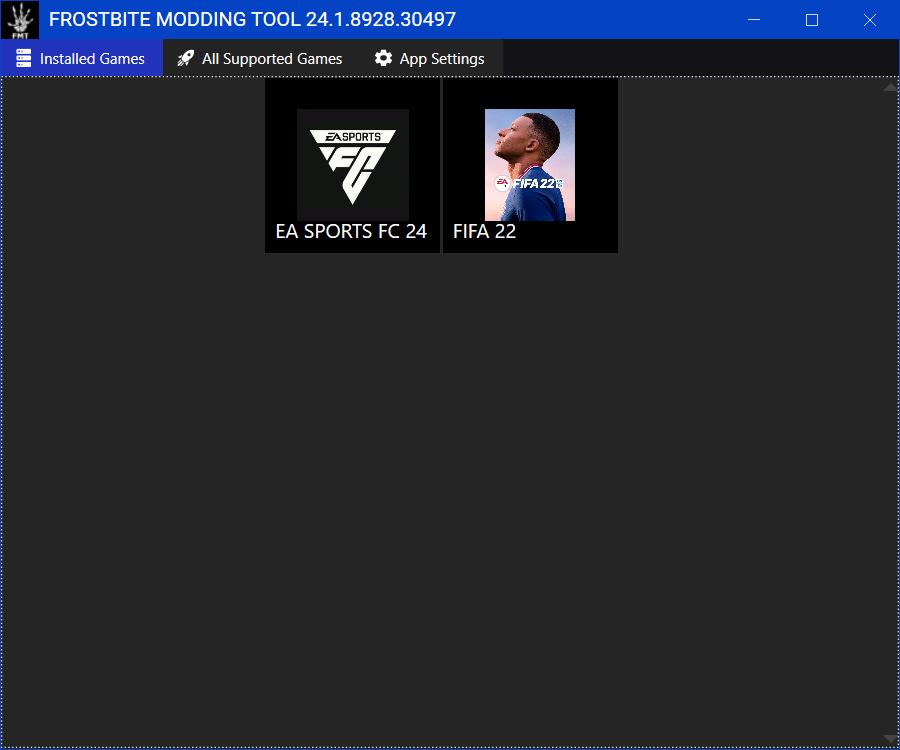 FMT
FROSTBITE MODDING TOOL 24.1.8928.30497
Installed Games
All Supported Games
App Settings
EA SPORTS
FC
EA SPORTS FC 24
EA FIFA 22
FIFA 22